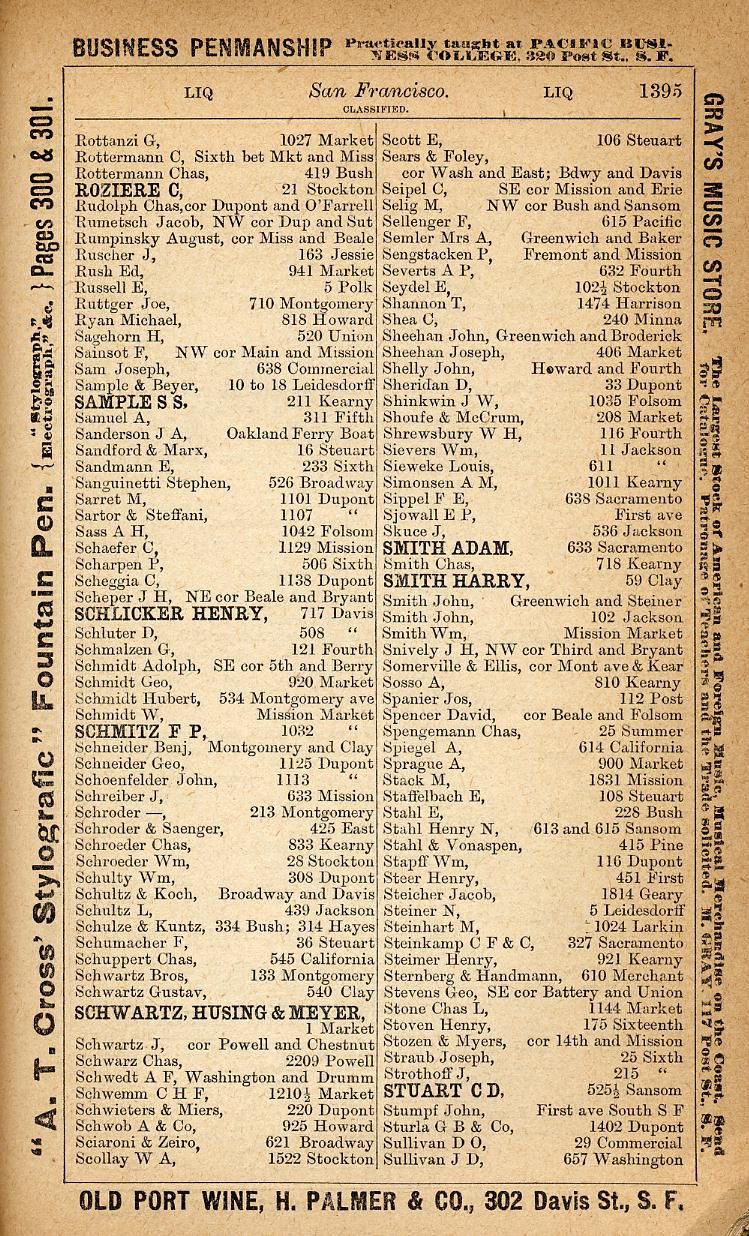 BUSINESS PENMANSHIP Practically taught at PACIFIC BUSI-
NESS COLLEGE, 320 Post St., S. F.
LIQ San Francisco. LIQ 1395
CLASSIFIED.
Rottanzi G, 1027 Market
Rottermann C, Sixth bet Mkt and Miss
Rottermann Chas, 419 Bush
ROZIERE C, 21 Stockton
Rudolph Chas, cor Dupont and O'Farrell
Rumetsch Jacob, NW cor Dup and Sut
Rumpinsky August, cor Miss and Beale
Ruscher J, 163 Jessie
Rush Ed, 941 Market
Russell E, 5 Polk
Ruttger Joe, 710 Montgomery
Ryan Michael, 818 Howard
Sagehorn H, 520 Union
Sainsot F, NW cor Main and Mission
Sam Joseph, 638 Commercial
Sample & Beyer, 10 to 18 Leidesdorff
SAMPLE S S, 211 Kearny
Samuel A, 311 Fifth
Sanderson J A, Oakland Ferry Boat
Sandford & Marx, 16 Steuart
Sandmann E, 233 Sixth
Sanguinetti Stephen, 526 Broadway
Sarret M, 1101 Dupont
Sartor & Steffani, 1107 "
Sass A H, 1042 Folsom
Schaefer C, 1129 Mission
Scharpen P, 506 Sixth
Scheggia C, 1138 Dupont
Scheper J H, NE cor Beale and Bryant
SCHLICKER HENRY, 717 Davis
Schluter D, 508 "
Schmalzen G, 121 Fourth
Schmidt Adolph, SE cor 5th and Berry
Schmidt Geo, 920 Market
Schmidt Hubert, 534 Montgomery ave
Schmidt W, Mission Market
SCHMITZ F P, 1032 "
Schneider Benj, Montgomery and Clay
Schneider Geo, 1125 Dupont
Schoenfelder John, 1113 "
Schreiber J, 633 Mission
Schroder —, 213 Montgomery
Schroder & Saenger, 425 East
Schroeder Chas, 833 Kearny
Schroeder Wm, 28 Stockton
Schulty Wm, 308 Dupont
Schultz & Koch, Broadway and Davis
Schultz L, 439 Jackson
Schulze & Kuntz, 334 Bush; 314 Hayes
Schumacher F, 36 Steuart
Schuppert Chas, 545 California
Schwartz Bros, 133 Montgomery
Schwartz Gustav, 540 Clay
SCHWARTZ, HUSING & MEYER,
1 Market
Schwartz J, cor Powell and Chestnut
Schwarz Chas, 2209 Powell
Schwedt A F, Washington and Drumm
Schwemm C H F, 1210½ Market
Schwieters & Miers, 220 Dupont
Schwob A & Co, 925 Howard
Sciaroni & Zeiro, 621 Broadway
Scollay W A, 1522 Stockton
Scott E, 106 Steuart
Sears & Foley,
cor Wash and East; Bdwy and Davis
Seipel C, SE cor Mission and Erie
Selig M, NW cor Bush and Sansom
Sellenger F, 615 Pacific
Semler Mrs A, Greenwich and Baker
Sengstacken P, Fremont and Mission
Severts A P, 632 Fourth
Seydel E, 102½ Stockton
Shannon T, 1474 Harrison
Shea C, 240 Minna
Sheehan John, Greenwich and Broderick
Sheehan Joseph, 406 Market
Shelly John, Howard and Fourth
Sheridan D, 33 Dupont
Shinkwin J W, 1035 Folsom
Shoufe & McCrum, 208 Market
Shrewsbury W H, 116 Fourth
Sievers Wm, 11 Jackson
Sieweke Louis, 611 "
Simonsen A M, 1011 Kearny
Sippel F E, 638 Sacramento
Sjowall E P, First ave
Skuce J, 536 Jackson
SMITH ADAM, 633 Sacramento
Smith Chas, 718 Kearny
SMITH HARRY, 59 Clay
Smith John, Greenwich and Steiner
Smith John, 102 Jackson
Smith Wm, Mission Market
Snively J H, NW cor Third and Bryant
Somerville & Ellis, cor Mont ave & Kear
Sosso A, 810 Kearny
Spanier Jos, 112 Post
Spencer David, cor Beale and Folsom
Spengemann Chas, 25 Summer
Spiegel A, 614 California
Sprague A, 900 Market
Stack M, 1831 Mission
Staffelbach E, 108 Steuart
Stahl E, 228 Bush
Stahl Henry N, 613 and 615 Sansom
Stahl & Vonaspen, 415 Pine
Stapff Wm, 116 Dupont
Steer Henry, 451 First
Steicher Jacob, 1814 Geary
Steiner N, 5 Leidesdorff
Steinhart M, 1024 Larkin
Steinkamp C F & C, 327 Sacramento
Steimer Henry, 921 Kearny
Sternberg & Handmann, 610 Merchant
Stevens Geo, SE cor Battery and Union
Stone Chas L, 1144 Market
Stoven Henry, 175 Sixteenth
Stozen & Myers, cor 14th and Mission
Straub Joseph, 25 Sixth
Strothoff J, 215 "
STUART C D, 525½ Sansom
Stumpf John, First ave South S F
Sturla G B & Co, 1402 Dupont
Sullivan D O, 29 Commercial
Sullivan J D, 657 Washington
"A. T. Cross' Stylografic" Fountain Pen. { "Stylograph," Electrograph," &c. } Pages 300 & 301.
GRAY'S MUSIC STORE. The Largest Stock of American and Foreign Music, Musical Merchandise on the Coast. Send
for Catalogue. Patronage of Teachers and the Trade solicited. M. GRAY, 117 Post St., S. F.
OLD PORT WINE, H. PALMER & CO., 302 Davis St., S. F.